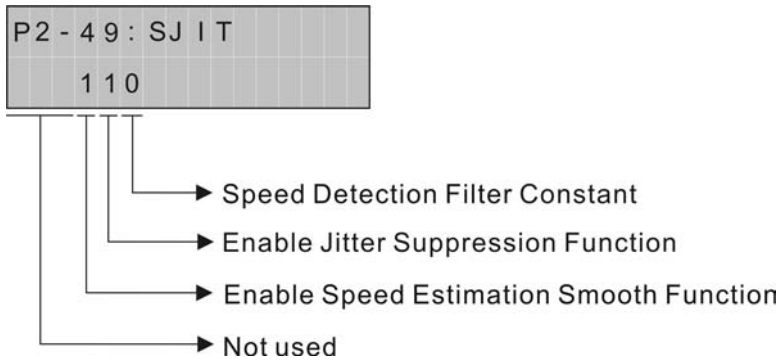 P2-49: SJIT
110
Speed Detection Filter Constant
Enable Jitter Suppression Function
Enable Speed Estimation Smooth Function
Not used